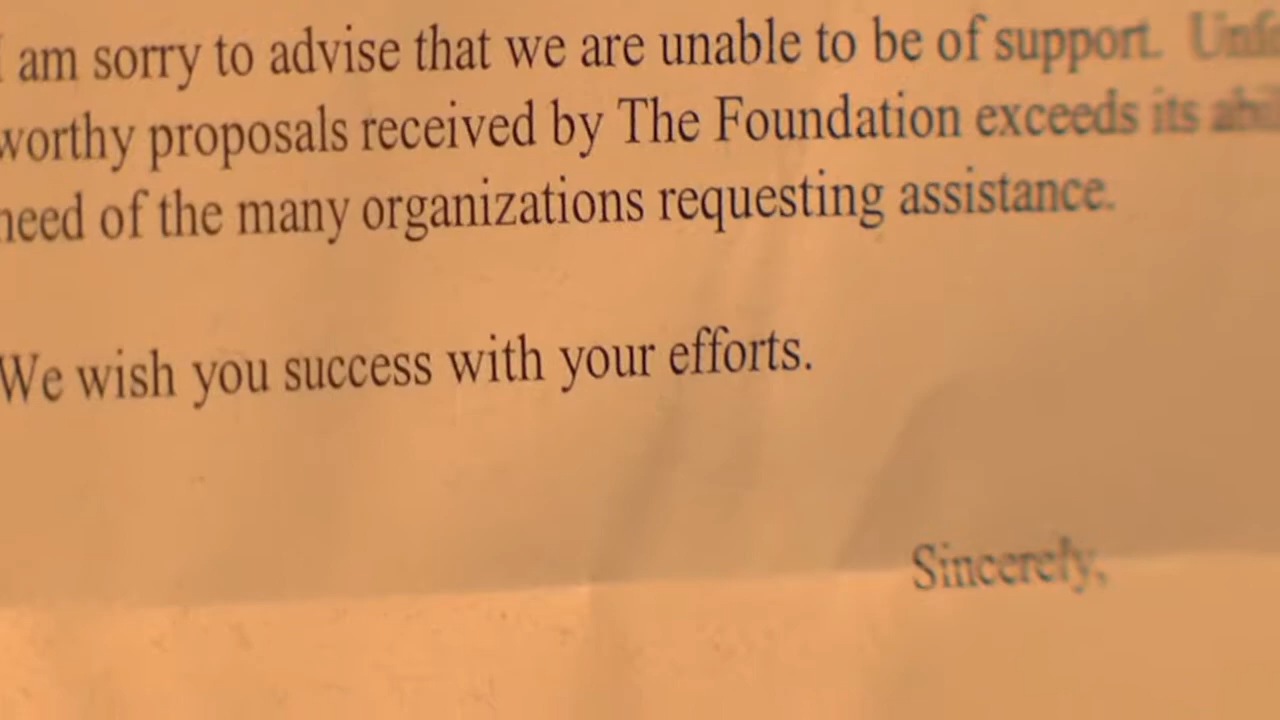 I am sorry to advise that we are unable to be of support.
worthy proposals received by The Foundation exceeds its
need of the many organizations requesting assistance.
We wish you success with your efforts.
Sincerely,